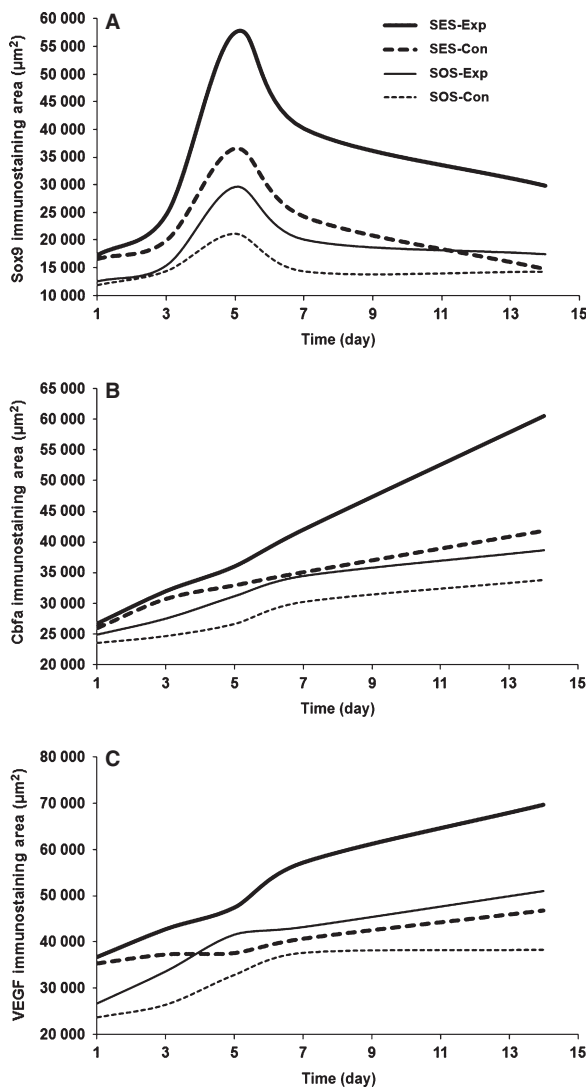 A
SES-Exp
SES-Con
SOS-Exp
SOS-Con
Sox9 immunostaining area (µm²)
60 000
55 000
50 000
45 000
40 000
35 000
30 000
25 000
20 000
15 000
10 000
1 3 5 7 9 11 13 15
Time (day)
B
Cbfa immunostaining area (µm²)
65 000
60 000
55 000
50 000
45 000
40 000
35 000
30 000
25 000
20 000
1 3 5 7 9 11 13 15
Time (day)
C
VEGF immunostaining area (µm²)
80 000
70 000
60 000
50 000
40 000
30 000
20 000
1 3 5 7 9 11 13 15
Time (day)